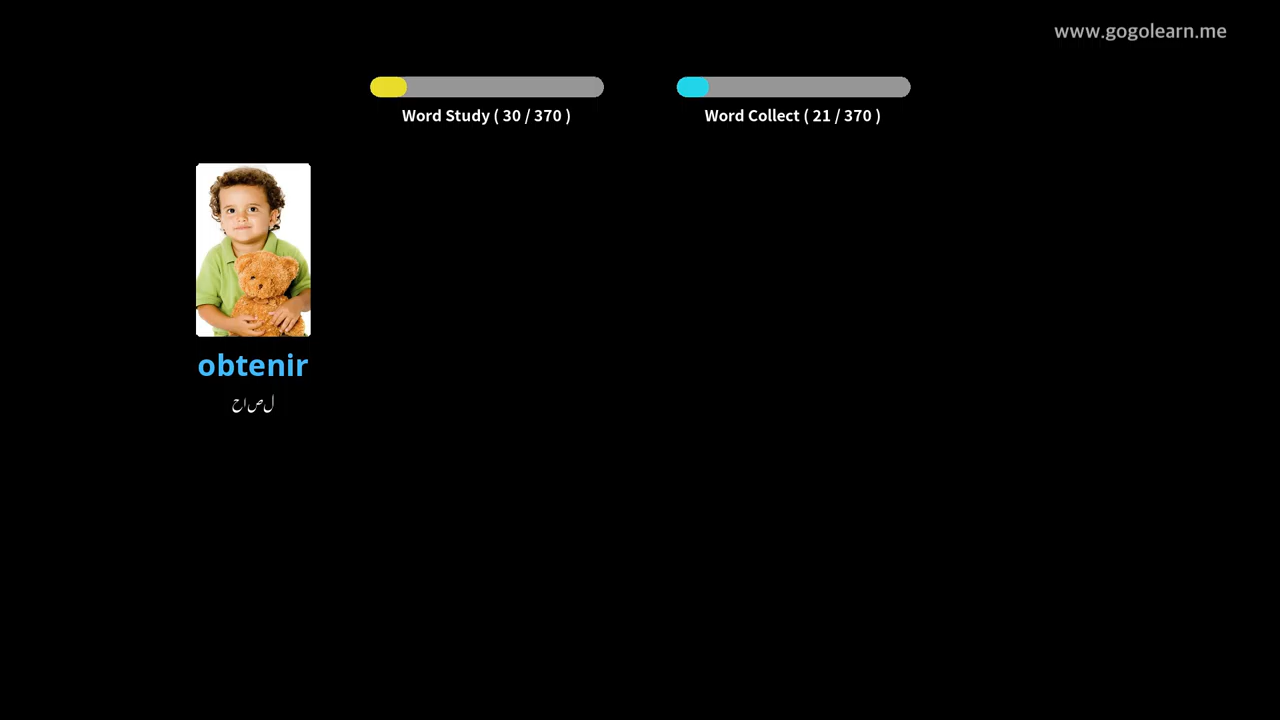 www.gogolearn.me
Word Study ( 30 / 370 )
Word Collect ( 21 / 370 )
obtenir
حاصل